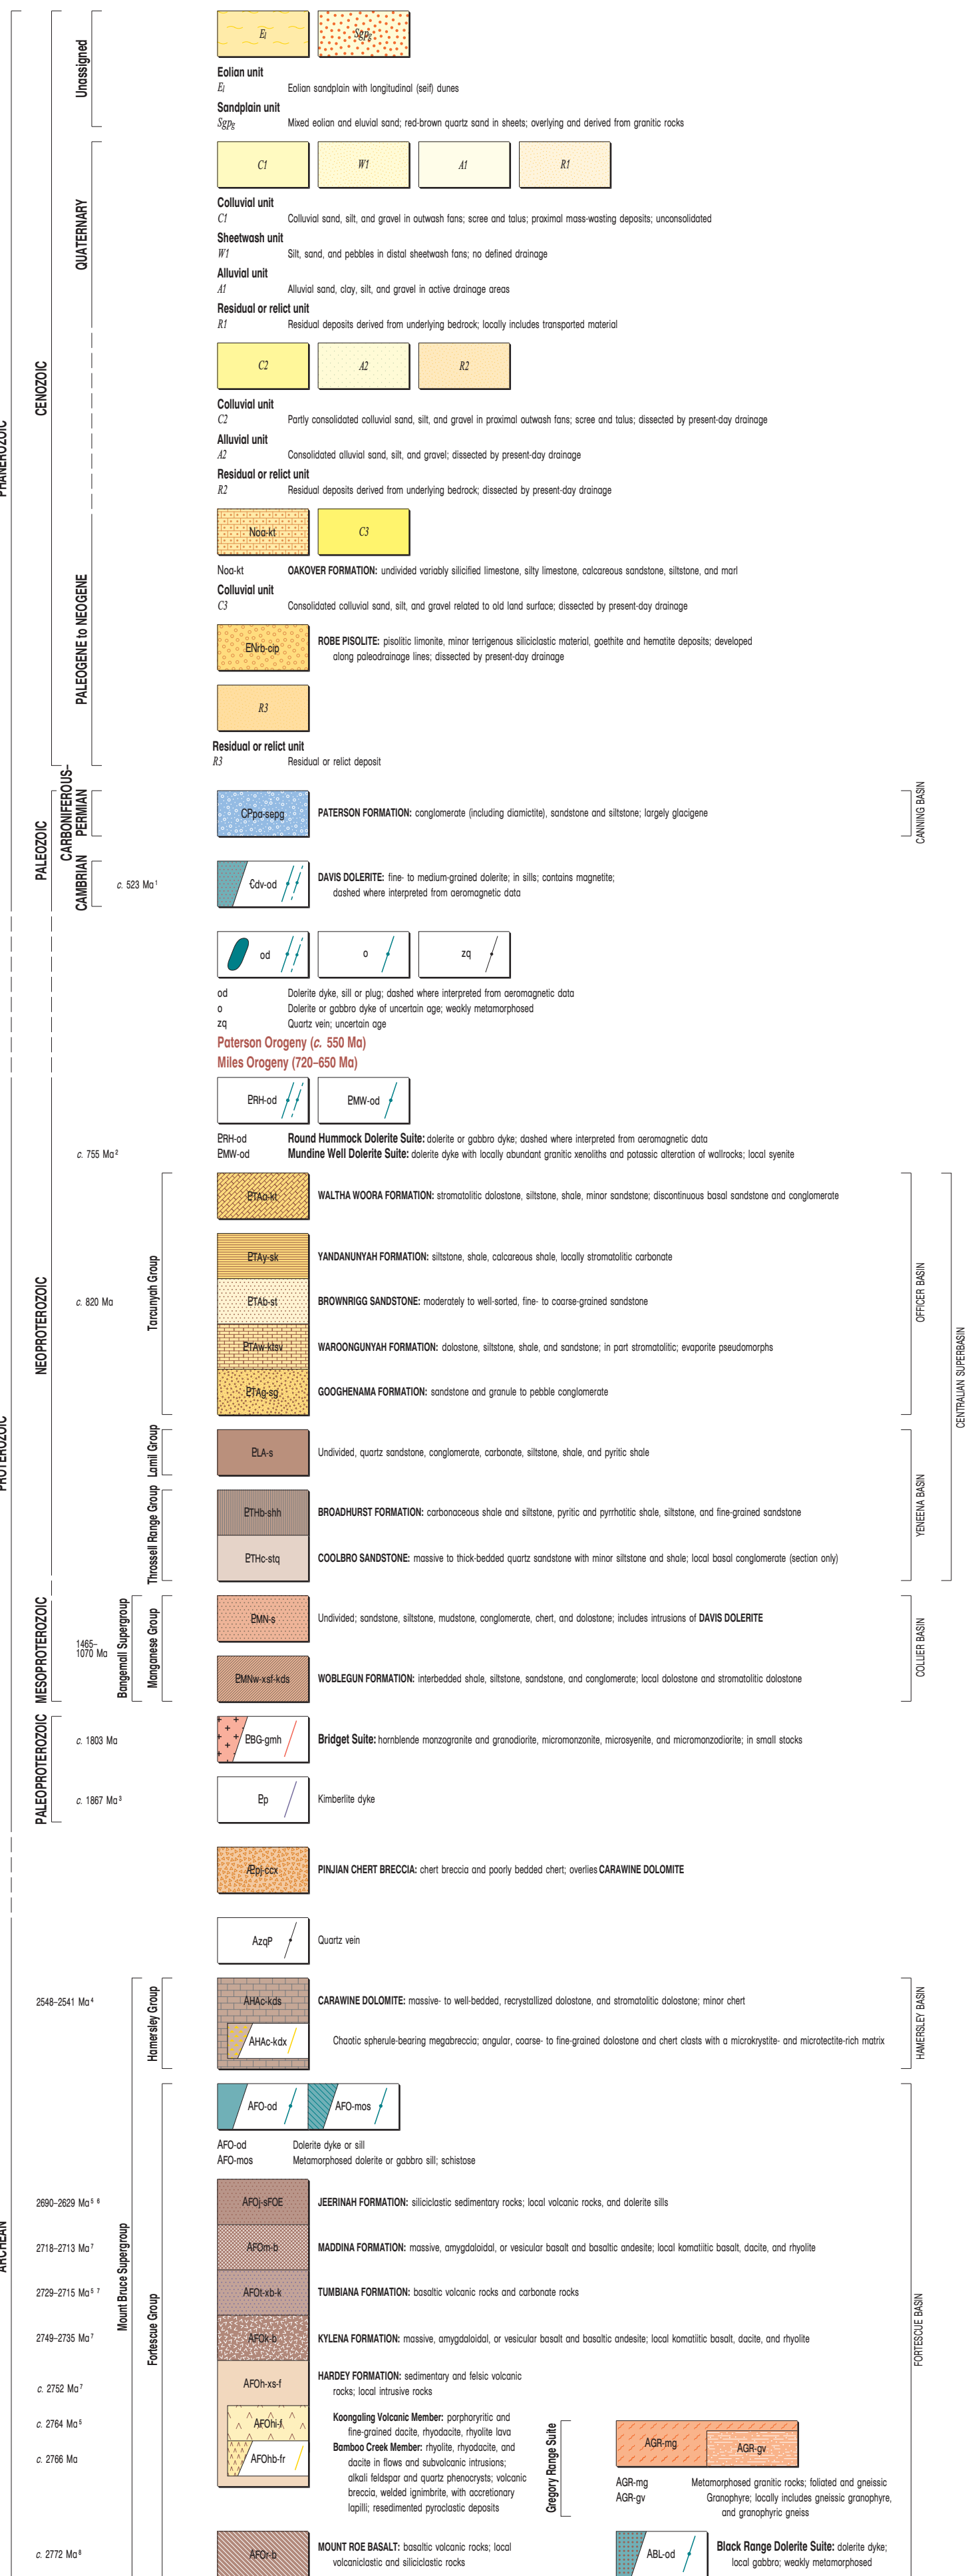 Unassigned
El
Sgpg
Eolian unit
El Eolian sandplain with longitudinal (seif) dunes
Sandplain unit
Sgpg Mixed eolian and eluvial sand; red-brown quartz sand in sheets; overlying and derived from granitic rocks
PHANEROZOIC
CENOZOIC
QUATERNARY
C1 W1 A1 R1
Colluvial unit
C1 Colluvial sand, silt, and gravel in outwash fans; scree and talus; proximal mass-wasting deposits; unconsolidated
Sheetwash unit
W1 Silt, sand, and pebbles in distal sheetwash fans; no defined drainage
Alluvial unit
A1 Alluvial sand, clay, silt, and gravel in active drainage areas
Residual or relict unit
R1 Residual deposits derived from underlying bedrock; locally includes transported material
C2 A2 R2
Colluvial unit
C2 Partly consolidated colluvial sand, silt, and gravel in proximal outwash fans; scree and talus; dissected by present-day drainage
Alluvial unit
A2 Consolidated alluvial sand, silt, and gravel; dissected by present-day drainage
Residual or relict unit
R2 Residual deposits derived from underlying bedrock; dissected by present-day drainage
PALEOGENE to NEOGENE
Noa-kt C3
Noa-kt OAKOVER FORMATION: undivided variably silicified limestone, silty limestone, calcareous sandstone, siltstone, and marl
Colluvial unit
C3 Consolidated colluvial sand, silt, and gravel related to old land surface; dissected by present-day drainage
ENrb-cip ROBE PISOLITE: pisolitic limonite, minor terrigenous siliciclastic material, goethite and hematite deposits; developed
along paleodrainage lines; dissected by present-day drainage
R3
Residual or relict unit
R3 Residual or relict deposit
PALEOZOIC
CARBONIFEROUS–
PERMIAN
CPpa-sepg PATERSON FORMATION: conglomerate (including diamictite), sandstone and siltstone; largely glacigene
CANNING BASIN
CAMBRIAN
c. 523 Ma¹
Ꞓdv-od DAVIS DOLERITE: fine- to medium-grained dolerite; in sills; contains magnetite;
dashed where interpreted from aeromagnetic data
od o zq
od Dolerite dyke, sill or plug; dashed where interpreted from aeromagnetic data
o Dolerite or gabbro dyke of uncertain age; weakly metamorphosed
zq Quartz vein; uncertain age
Paterson Orogeny (c. 550 Ma)
Miles Orogeny (720–650 Ma)
PROTEROZOIC
NEOPROTEROZOIC
ⱣRH-od ⱣMW-od
ⱣRH-od Round Hummock Dolerite Suite: dolerite or gabbro dyke; dashed where interpreted from aeromagnetic data
c. 755 Ma² ⱣMW-od Mundine Well Dolerite Suite: dolerite dyke with locally abundant granitic xenoliths and potassic alteration of wallrocks; local syenite
Tarcunyah Group
ⱣTAa-kt WALTHA WOORA FORMATION: stromatolitic dolostone, siltstone, shale, minor sandstone; discontinuous basal sandstone and conglomerate
ⱣTAy-sk YANDANUNYAH FORMATION: siltstone, shale, calcareous shale, locally stromatolitic carbonate
c. 820 Ma ⱣTAb-st BROWNRIGG SANDSTONE: moderately to well-sorted, fine- to coarse-grained sandstone
ⱣTAw-ktsv WAROONGUNYAH FORMATION: dolostone, siltstone, shale, and sandstone; in part stromatolitic; evaporite pseudomorphs
ⱣTAg-sg GOOGHENAMA FORMATION: sandstone and granule to pebble conglomerate
OFFICER BASIN
CENTRALIAN SUPERBASIN
Lamil Group
ⱣLA-s Undivided, quartz sandstone, conglomerate, carbonate, siltstone, shale, and pyritic shale
Throssell Range Group
ⱣTHb-shh BROADHURST FORMATION: carbonaceous shale and siltstone, pyritic and pyrrhotitic shale, siltstone, and fine-grained sandstone
ⱣTHc-stq COOLBRO SANDSTONE: massive to thick-bedded quartz sandstone with minor siltstone and shale; local basal conglomerate (section only)
YENEENA BASIN
MESOPROTEROZOIC
1465–
1070 Ma
Bangemall Supergroup
Manganese Group
ⱣMN-s Undivided; sandstone, siltstone, mudstone, conglomerate, chert, and dolostone; includes intrusions of DAVIS DOLERITE
ⱣMNw-xsf-kds WOBLEGUN FORMATION: interbedded shale, siltstone, sandstone, and conglomerate; local dolostone and stromatolitic dolostone
COLLIER BASIN
PALEOPROTEROZOIC
c. 1803 Ma ⱣBG-gmh Bridget Suite: hornblende monzogranite and granodiorite, micromonzonite, microsyenite, and micromonzodiorite; in small stocks
c. 1867 Ma³ Ᵽp Kimberlite dyke
AⱣpj-ccx PINJIAN CHERT BRECCIA: chert breccia and poorly bedded chert; overlies CARAWINE DOLOMITE
ARCHEAN
AzqP Quartz vein
Mount Bruce Supergroup
Hamersley Group
2548–2541 Ma⁴ AHAc-kds CARAWINE DOLOMITE: massive- to well-bedded, recrystallized dolostone, and stromatolitic dolostone; minor chert
AHAc-kdx Chaotic spherule-bearing megabreccia; angular, coarse- to fine-grained dolostone and chert clasts with a microkrystite- and microtectite-rich matrix
HAMERSLEY BASIN
Fortescue Group
AFO-od AFO-mos
AFO-od Dolerite dyke or sill
AFO-mos Metamorphosed dolerite or gabbro sill; schistose
2690–2629 Ma⁵ ⁶ AFOj-sFOE JEERINAH FORMATION: siliciclastic sedimentary rocks; local volcanic rocks, and dolerite sills
2718–2713 Ma⁷ AFOm-b MADDINA FORMATION: massive, amygdaloidal, or vesicular basalt and basaltic andesite; local komatiitic basalt, dacite, and rhyolite
2729–2715 Ma⁵ ⁷ AFOt-xb-k TUMBIANA FORMATION: basaltic volcanic rocks and carbonate rocks
2749–2735 Ma⁷ AFOk-b KYLENA FORMATION: massive, amygdaloidal, or vesicular basalt and basaltic andesite; local komatiitic basalt, dacite, and rhyolite
FORTESCUE BASIN
c. 2752 Ma⁷ AFOh-xs-f HARDEY FORMATION: sedimentary and felsic volcanic
rocks; local intrusive rocks
c. 2764 Ma⁵ AFOhi-f Koongaling Volcanic Member: porphyritic and
fine-grained dacite, rhyodacite, rhyolite lava
c. 2766 Ma AFOhb-fr Bamboo Creek Member: rhyolite, rhyodacite, and
dacite in flows and subvolcanic intrusions;
alkali feldspar and quartz phenocrysts; volcanic
breccia, welded ignimbrite, with accretionary
lapilli; resedimented pyroclastic deposits
Gregory Range Suite
AGR-mg AGR-gv
AGR-mg Metamorphosed granitic rocks; foliated and gneissic
AGR-gv Granophyre; locally includes gneissic granophyre,
and granophyric gneiss
c. 2772 Ma⁸ AFOr-b MOUNT ROE BASALT: basaltic volcanic rocks; local
volcaniclastic and siliciclastic rocks
ABL-od Black Range Dolerite Suite: dolerite dyke;
local gabbro; weakly metamorphosed